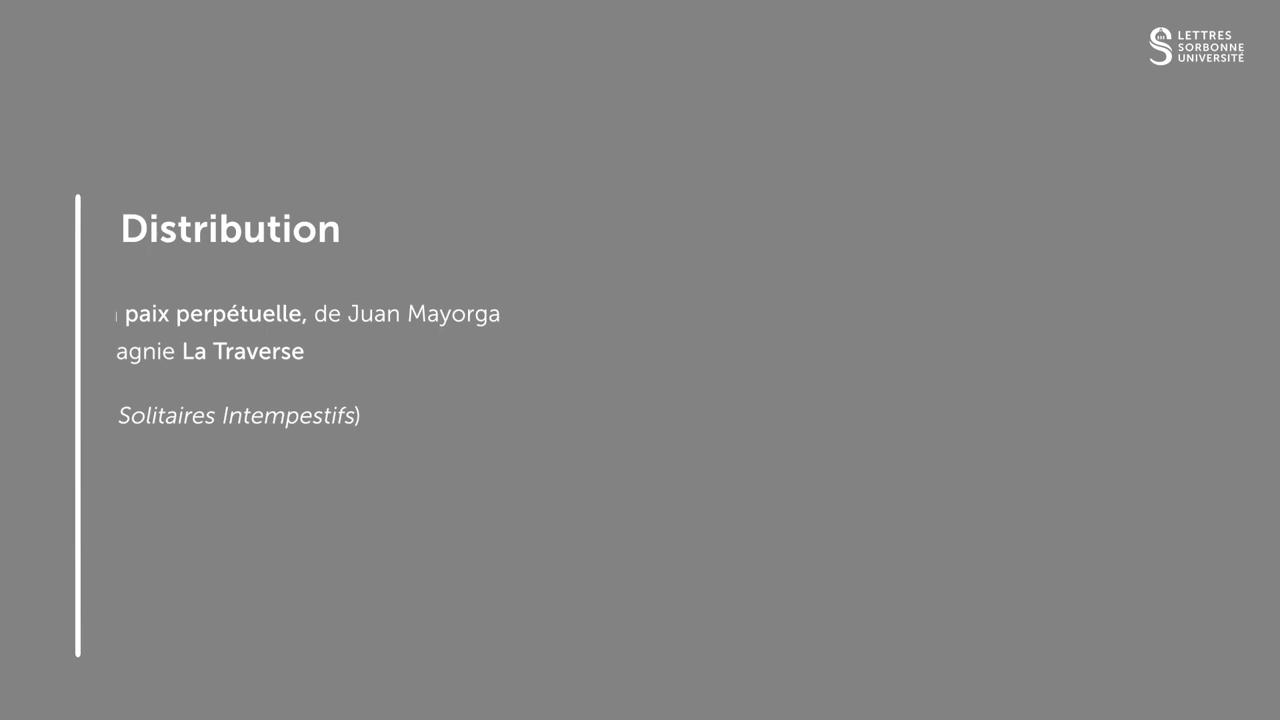 LETTRES
SORBONNE
UNIVERSITÉ
Distribution
paix perpétuelle, de Juan Mayorga
agnie La Traverse
Solitaires Intempestifs)